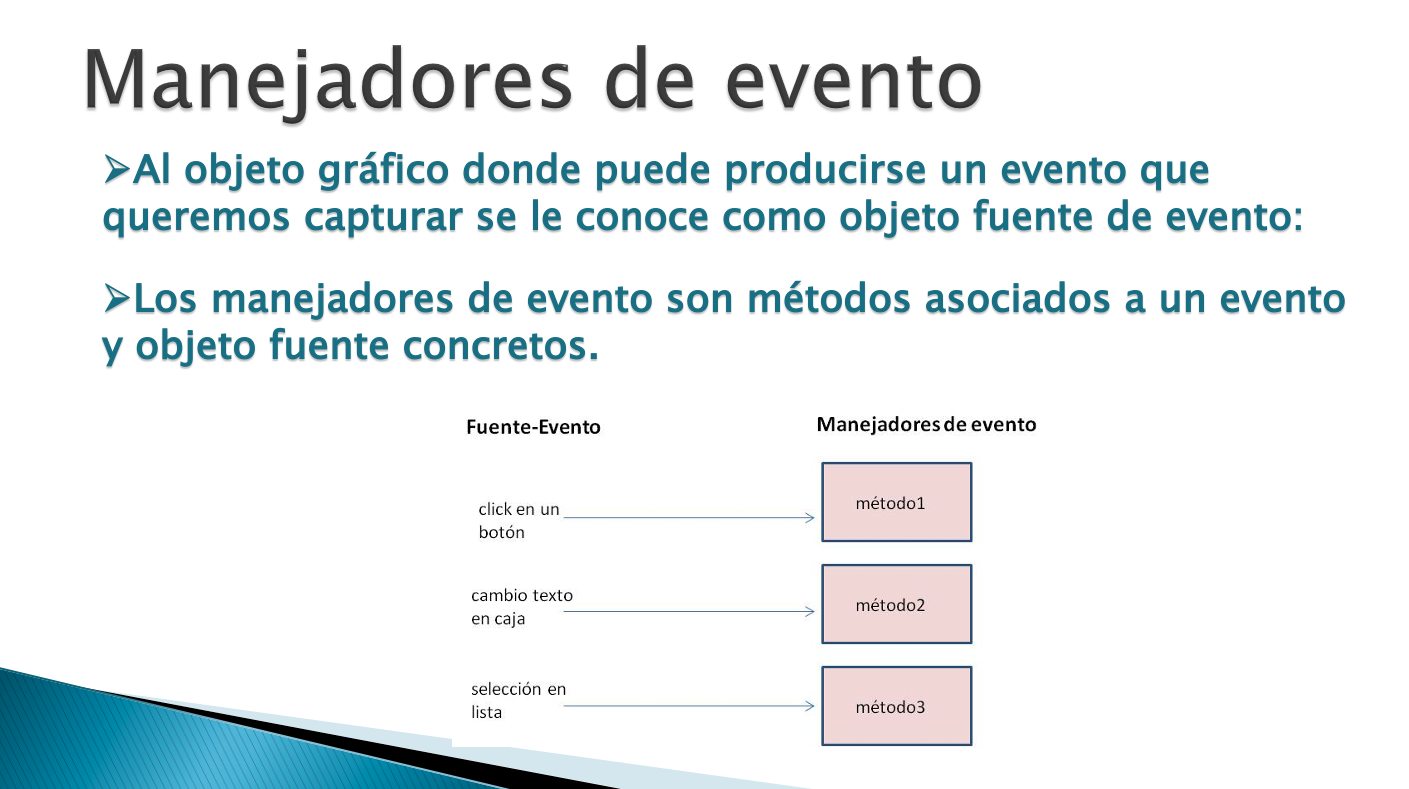 Manejadores de evento
➢Al objeto gráfico donde puede producirse un evento que
queremos capturar se le conoce como objeto fuente de evento:
➢Los manejadores de evento son métodos asociados a un evento
y objeto fuente concretos.
Fuente-Evento
Manejadores de evento
click en un
botón
método1
cambio texto
en caja
método2
selección en
lista
método3